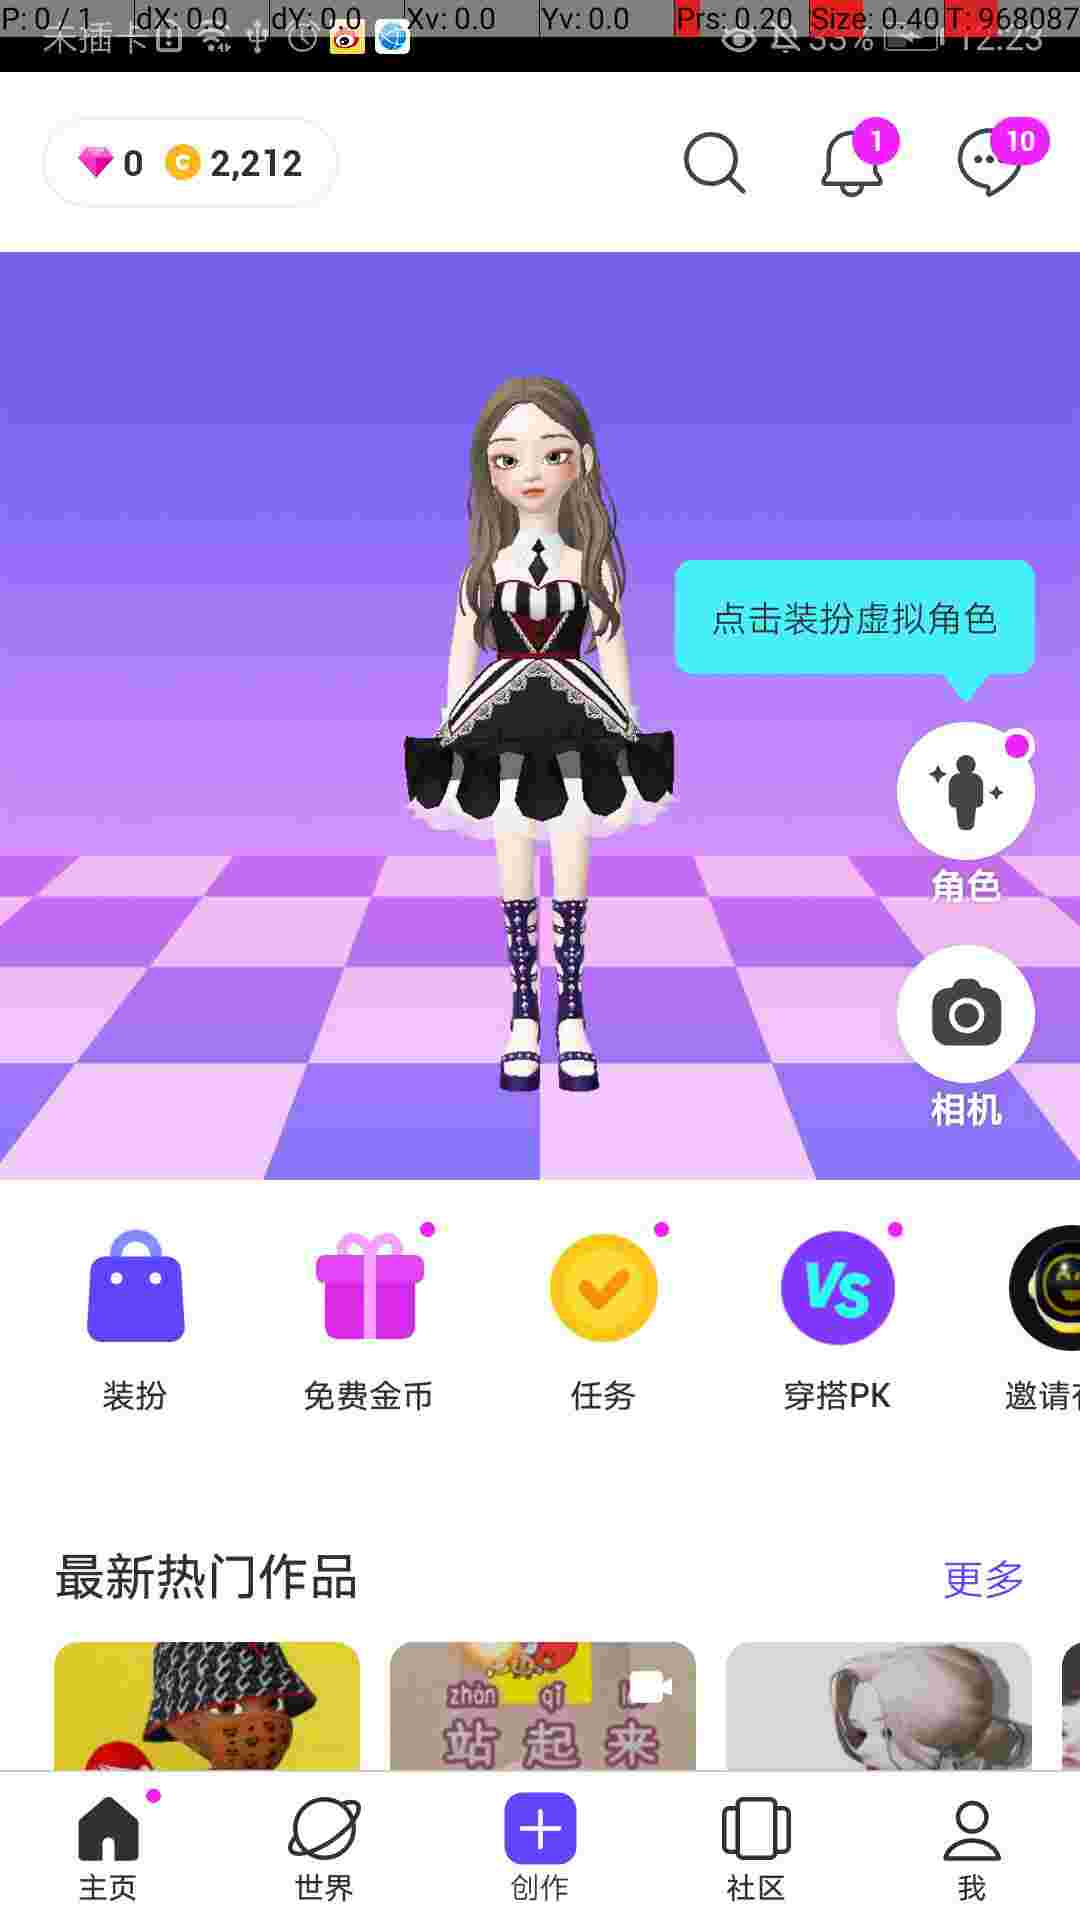 P: 0 / 1 dX: 0.0 dY: 0.0 Xv: 0.0 Yv: 0.0 Prs: 0.20 Size: 0.40 T: 968087
未插卡 33% 12:23
0 2,212
1
10
点击装扮虚拟角色
角色
相机
VS
装扮 免费金币 任务 穿搭PK 邀请
最新热门作品 更多
zhàn qǐ
站 起 来
主页 世界 创作 社区 我